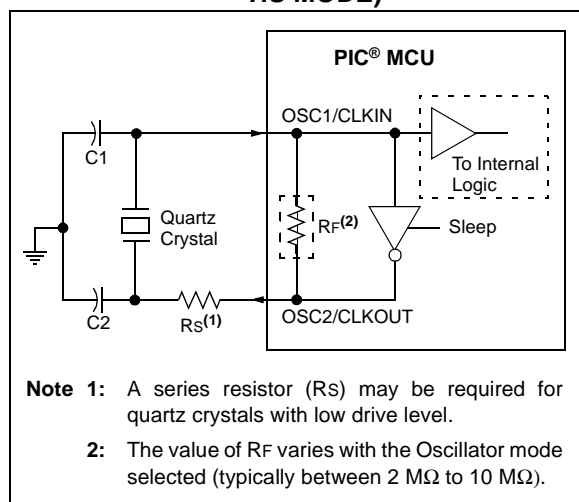 HS MODE)
PIC® MCU
OSC1/CLKIN
C1
To Internal
Logic
Quartz
Crystal
RF(2)
Sleep
C2
RS(1)
OSC2/CLKOUT
Note 1: A series resistor (RS) may be required for
quartz crystals with low drive level.
2: The value of RF varies with the Oscillator mode
selected (typically between 2 MΩ to 10 MΩ).